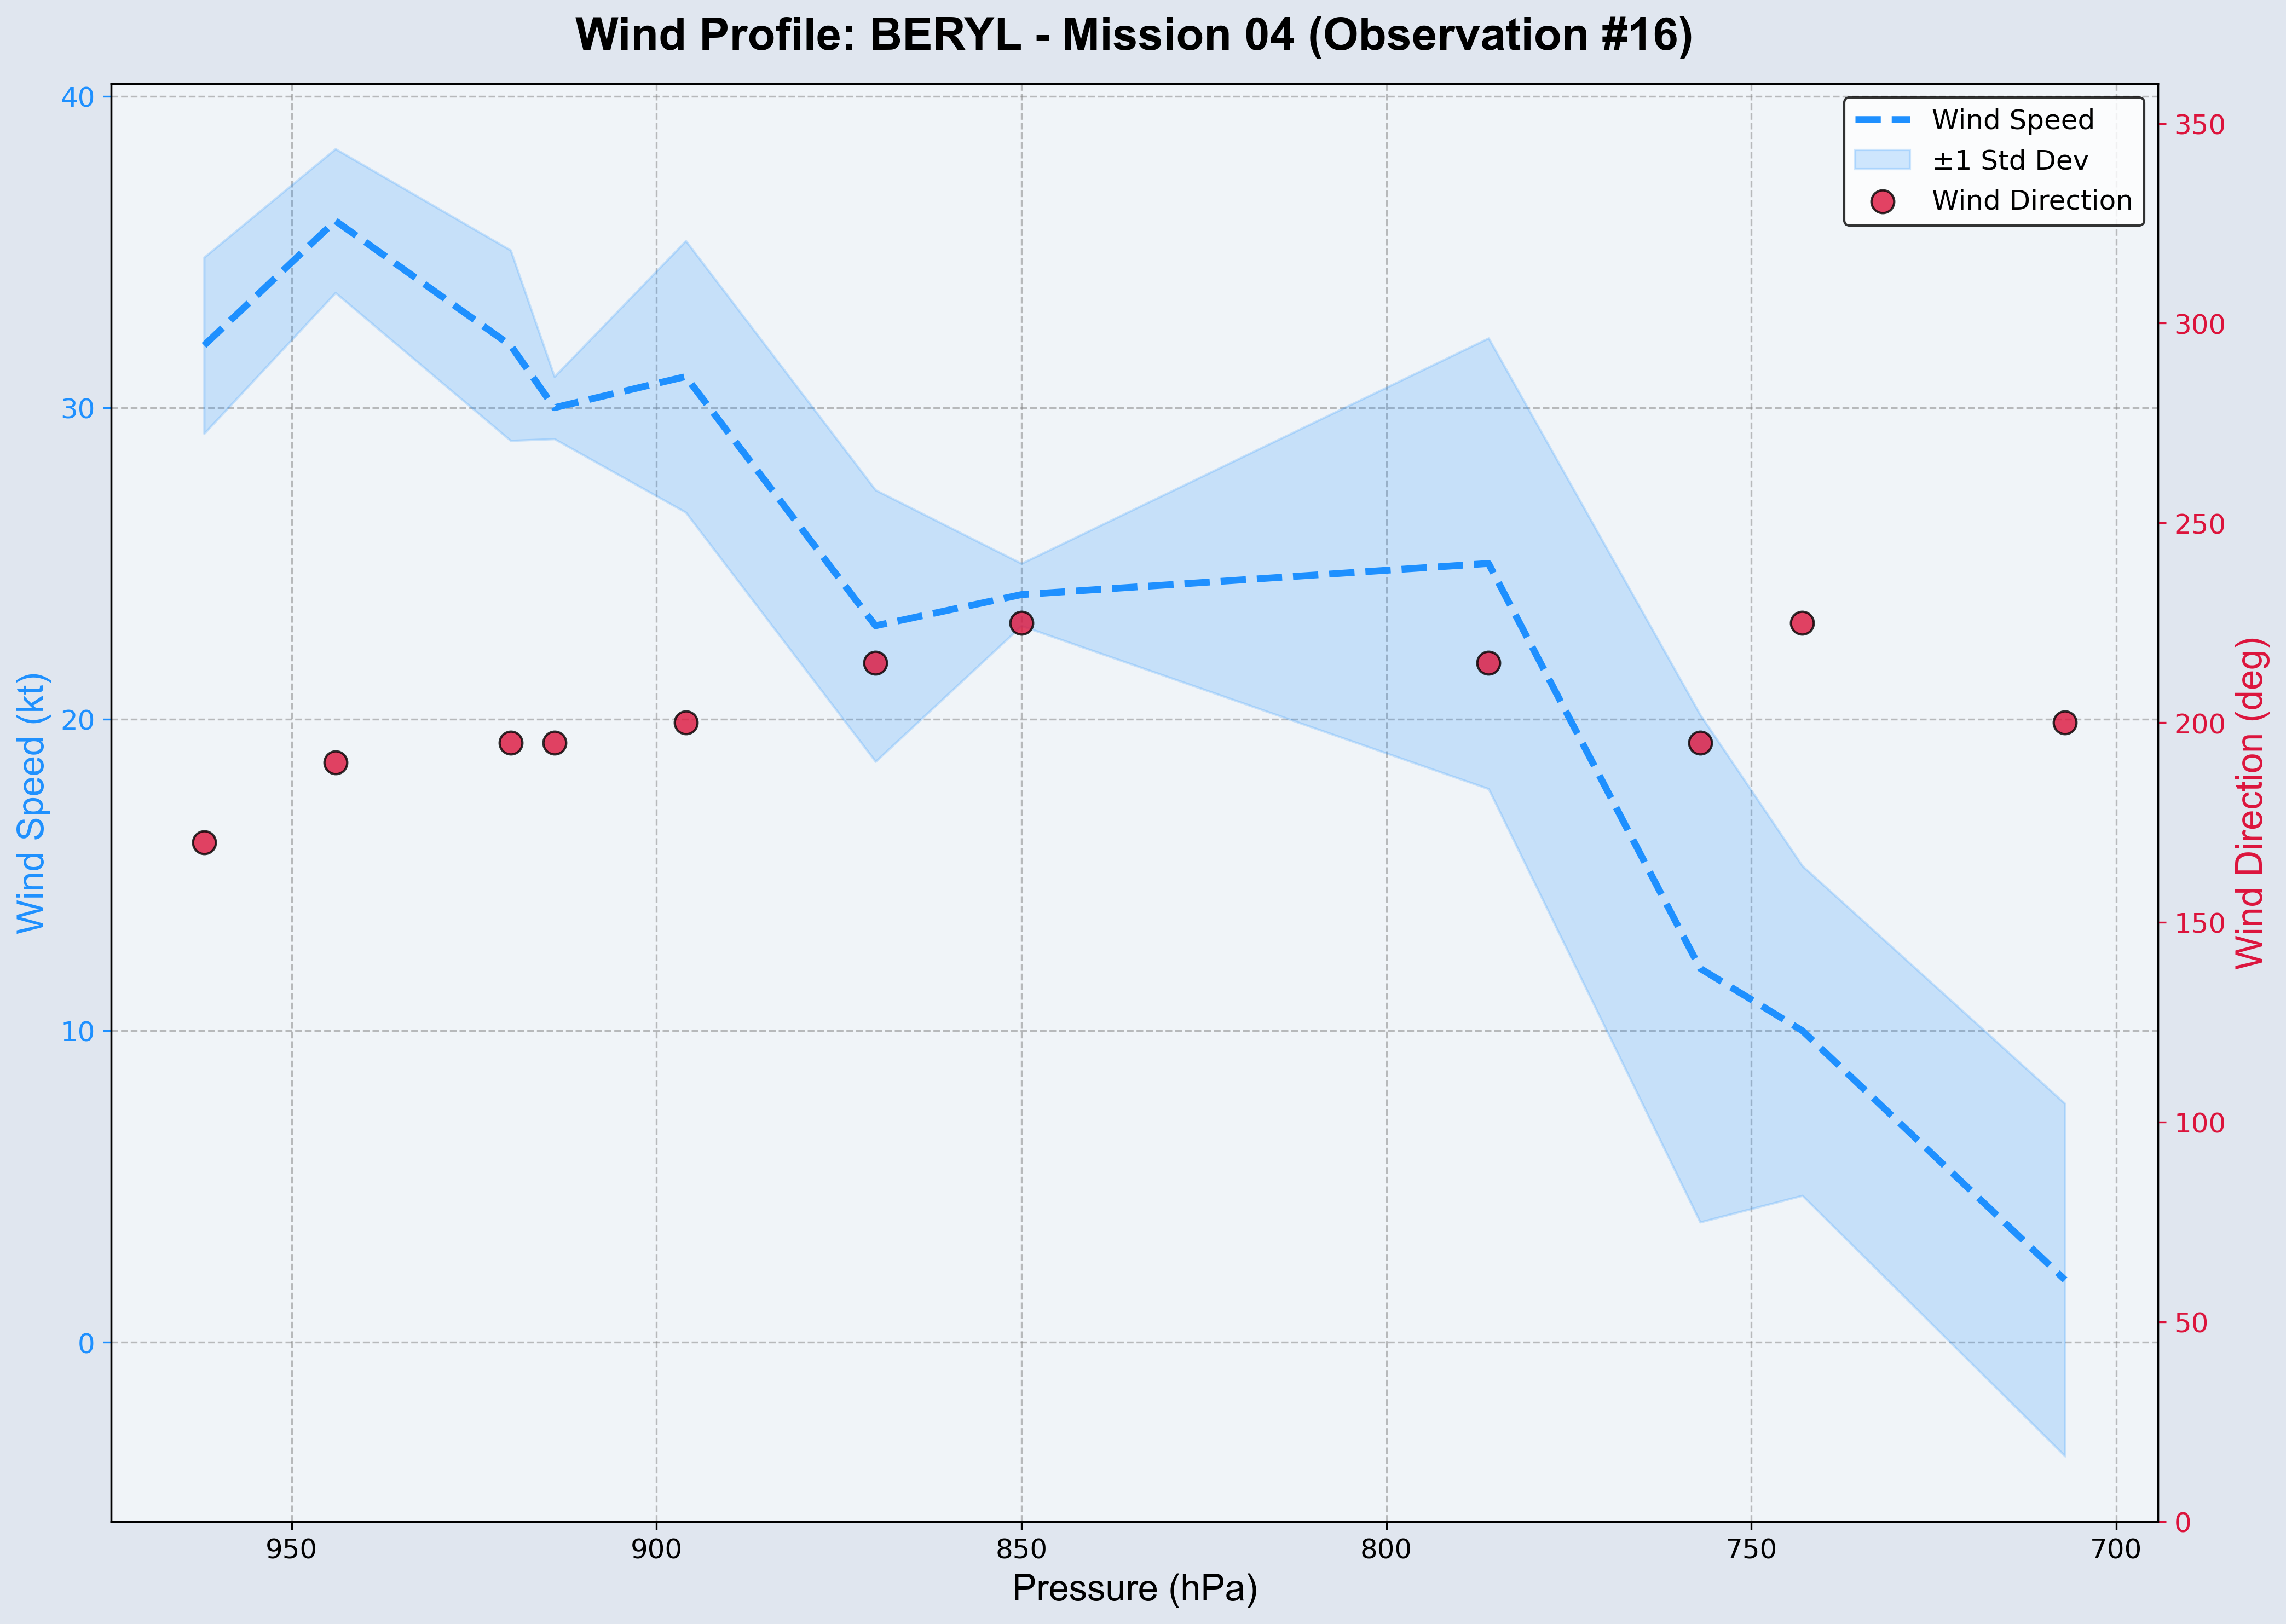 Wind Profile: BERYL - Mission 04 (Observation #16)
Wind Speed
±1 Std Dev
Wind Direction
Wind Speed (kt)
40
30
20
10
0
350
300
250
200
150
100
50
0
Wind Direction (deg)
950 900 850 800 750 700
Pressure (hPa)